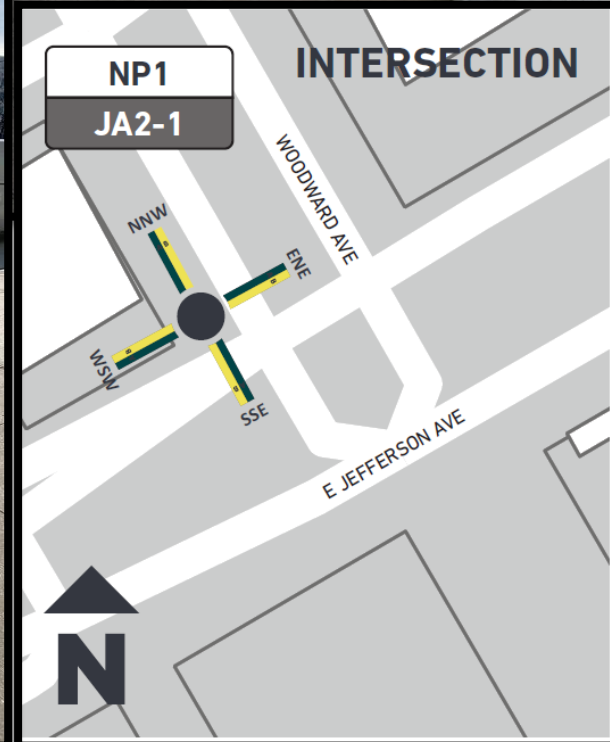 NP1
JA2-1
INTERSECTION
WOODWARD AVE
NNW
ENE
WSW
SSE
E JEFFERSON AVE
N